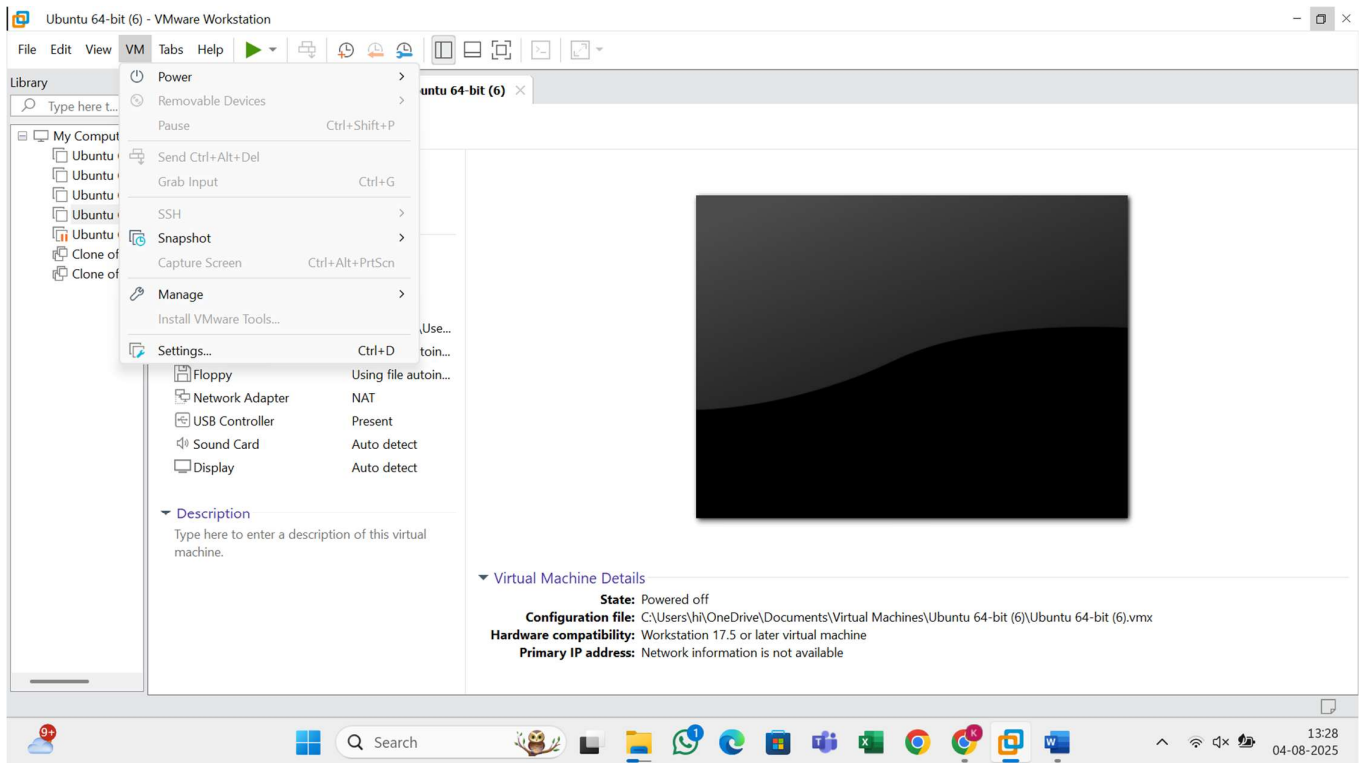 Ubuntu 64-bit (6) - VMware Workstation
File Edit View VM Tabs Help
Library
Type here t...
untu 64-bit (6)
My Comput
Ubuntu
Ubuntu
Ubuntu
Ubuntu
Ubuntu
Clone of
Clone of
Power
Removable Devices
Pause Ctrl+Shift+P
Send Ctrl+Alt+Del
Grab Input Ctrl+G
SSH
Snapshot
Capture Screen Ctrl+Alt+PrtScn
Manage
Install VMware Tools...
Settings... Ctrl+D
\Use...
toin...
Floppy Using file autoin...
Network Adapter NAT
USB Controller Present
Sound Card Auto detect
Display Auto detect
Description
Type here to enter a description of this virtual
machine.
Virtual Machine Details
State: Powered off
Configuration file: C:\Users\hi\OneDrive\Documents\Virtual Machines\Ubuntu 64-bit (6)\Ubuntu 64-bit (6).vmx
Hardware compatibility: Workstation 17.5 or later virtual machine
Primary IP address: Network information is not available
9+
Search
1
K
13:28
04-08-2025